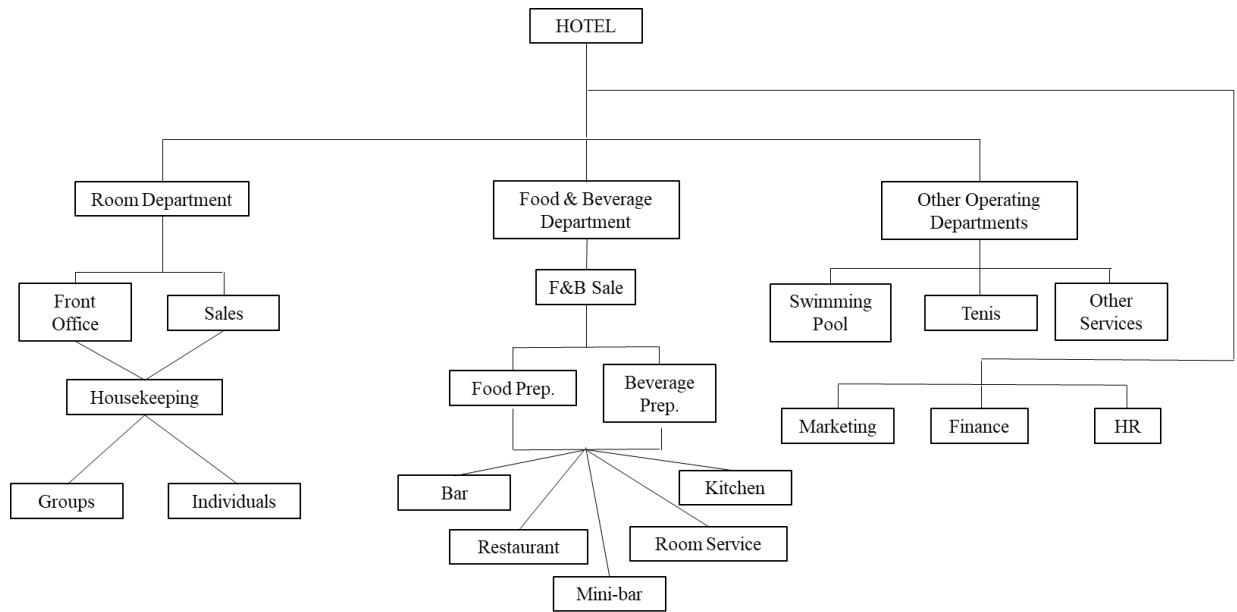 HOTEL
Room Department
Food & Beverage
Department
Other Operating
Departments
Front
Office
Sales
F&B Sale
Swimming
Pool
Tenis
Other
Services
Housekeeping
Food Prep.
Beverage
Prep.
Marketing
Finance
HR
Groups
Individuals
Bar
Kitchen
Restaurant
Room Service
Mini-bar